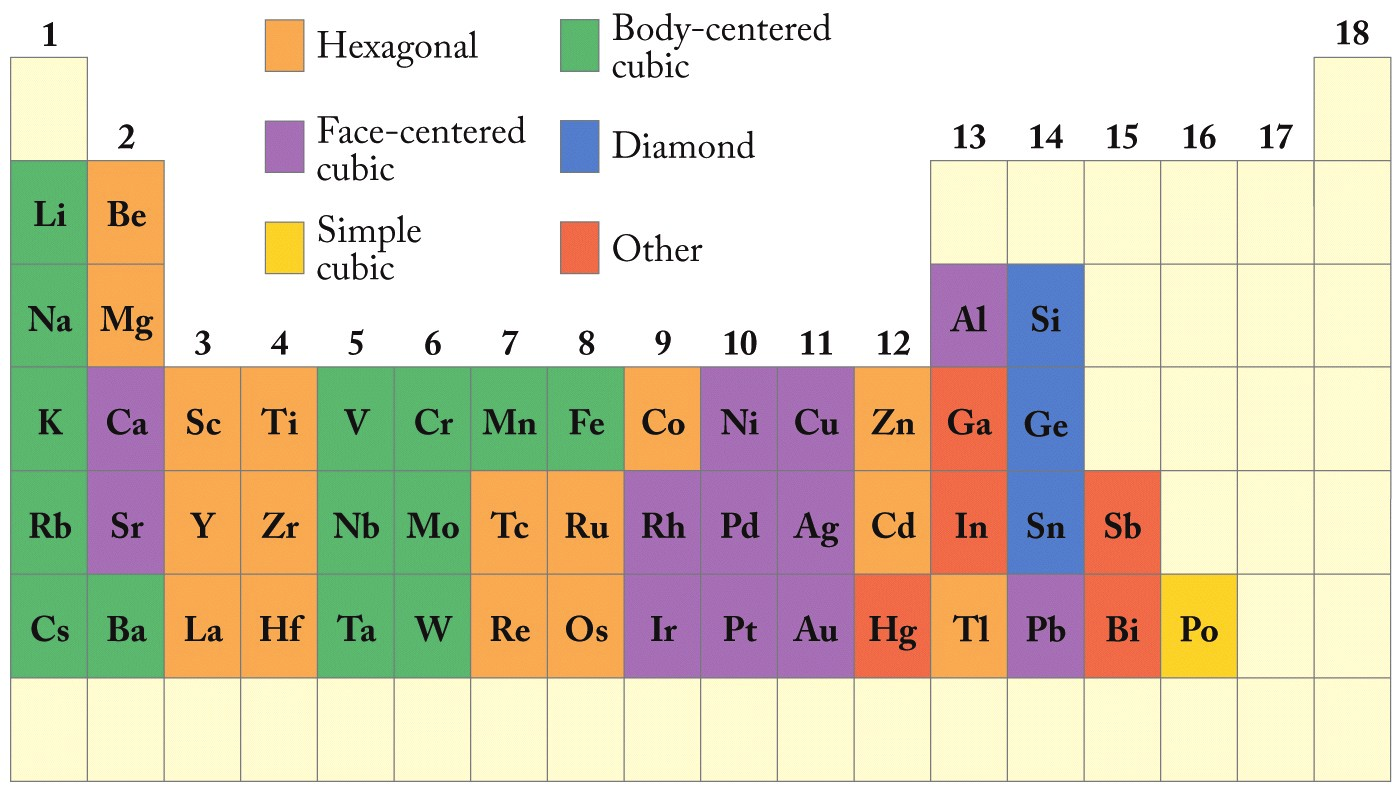 1
18
Hexagonal
Body-centered
cubic
Face-centered
cubic
Diamond
Simple
cubic
Other
2
13 14 15 16 17
Li Be
Na Mg
Al Si
3 4 5 6 7 8 9 10 11 12
K Ca Sc Ti V Cr Mn Fe Co Ni Cu Zn Ga Ge
Rb Sr Y Zr Nb Mo Tc Ru Rh Pd Ag Cd In Sn Sb
Cs Ba La Hf Ta W Re Os Ir Pt Au Hg Tl Pb Bi Po